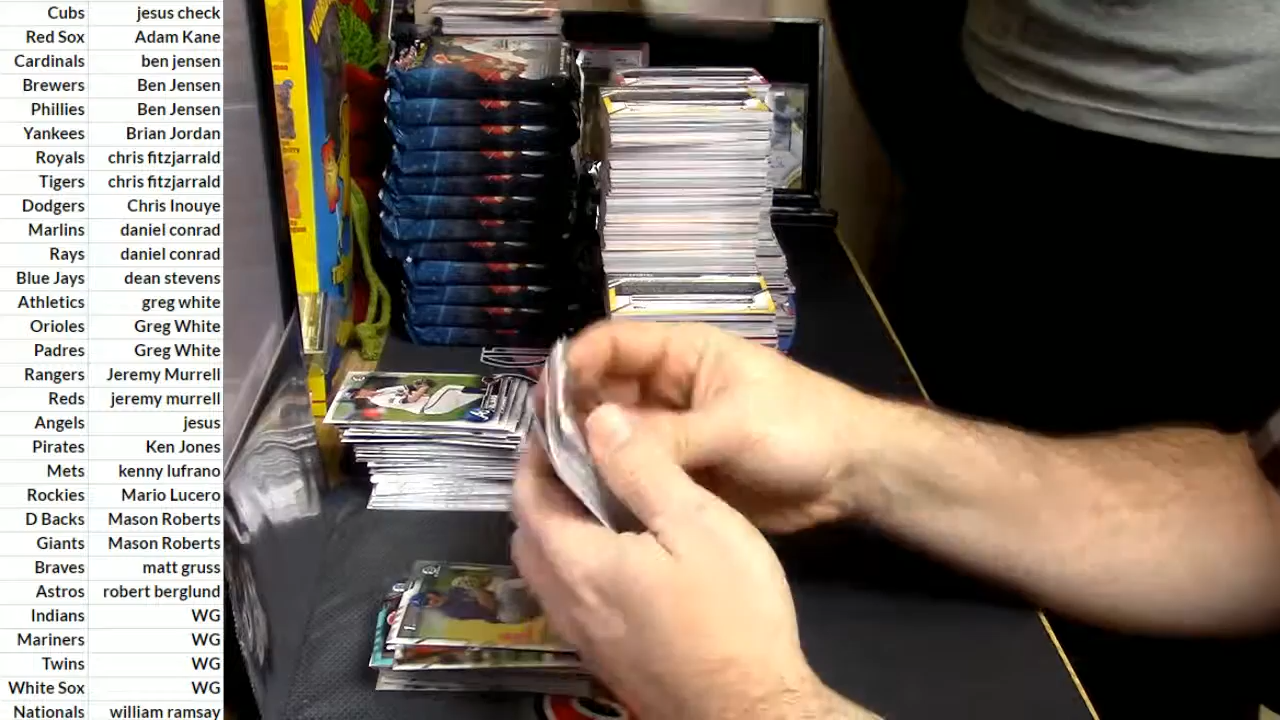 Cubs jesus check
Red Sox Adam Kane
Cardinals ben jensen
Brewers Ben Jensen
Phillies Ben Jensen
Yankees Brian Jordan
Royals chris fitzjarrald
Tigers chris fitzjarrald
Dodgers Chris Inouye
Marlins daniel conrad
Rays daniel conrad
Blue Jays dean stevens
Athletics greg white
Orioles Greg White
Padres Greg White
Rangers Jeremy Murrell
Reds jeremy murrell
Angels jesus
Pirates Ken Jones
Mets kenny lufrano
Rockies Mario Lucero
D Backs Mason Roberts
Giants Mason Roberts
Braves matt gruss
Astros robert berglund
Indians WG
Mariners WG
Twins WG
White Sox WG
Nationals william ramsay